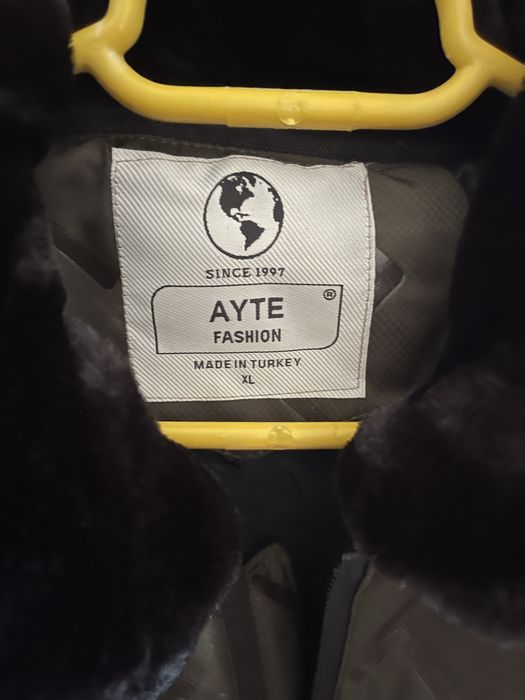 SINCE 1997
®
AYTE
FASHION
MADE IN TURKEY
XL